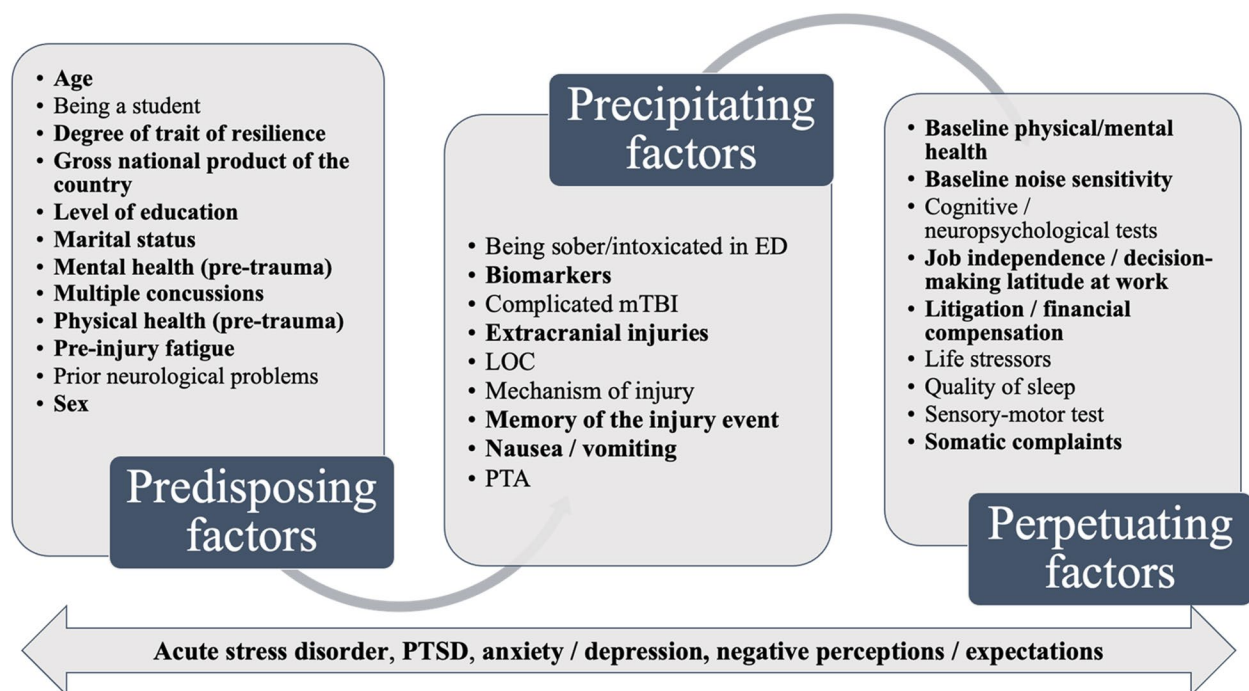 • Age
• Being a student
• Degree of trait of resilience
• Gross national product of the
country
• Level of education
• Marital status
• Mental health (pre-trauma)
• Multiple concussions
• Physical health (pre-trauma)
• Pre-injury fatigue
• Prior neurological problems
• Sex
Predisposing
factors
Precipitating
factors
• Being sober/intoxicated in ED
• Biomarkers
• Complicated mTBI
• Extracranial injuries
• LOC
• Mechanism of injury
• Memory of the injury event
• Nausea / vomiting
• PTA
• Baseline physical/mental
health
• Baseline noise sensitivity
• Cognitive /
neuropsychological tests
• Job independence / decision-
making latitude at work
• Litigation / financial
compensation
• Life stressors
• Quality of sleep
• Sensory-motor test
• Somatic complaints
Perpetuating
factors
Acute stress disorder, PTSD, anxiety / depression, negative perceptions / expectations